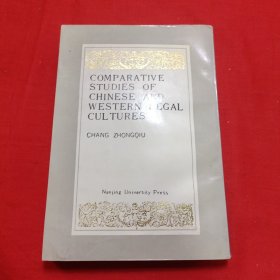 COMPARATIVE
STUDIES OF
CHINESE AND
WESTERN LEGAL
CULTURES
CHANG ZHONGQIU
Nanjing University Press